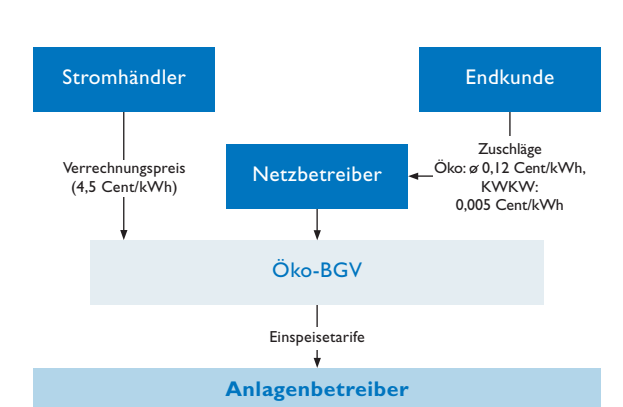 Stromhändler
Endkunde
Verrechnungspreis
(4,5 Cent/kWh)
Netzbetreiber
Zuschläge
Öko: ø 0,12 Cent/kWh,
KWKW:
0,005 Cent/kWh
Öko-BGV
Einspeisetarife
Anlagenbetreiber